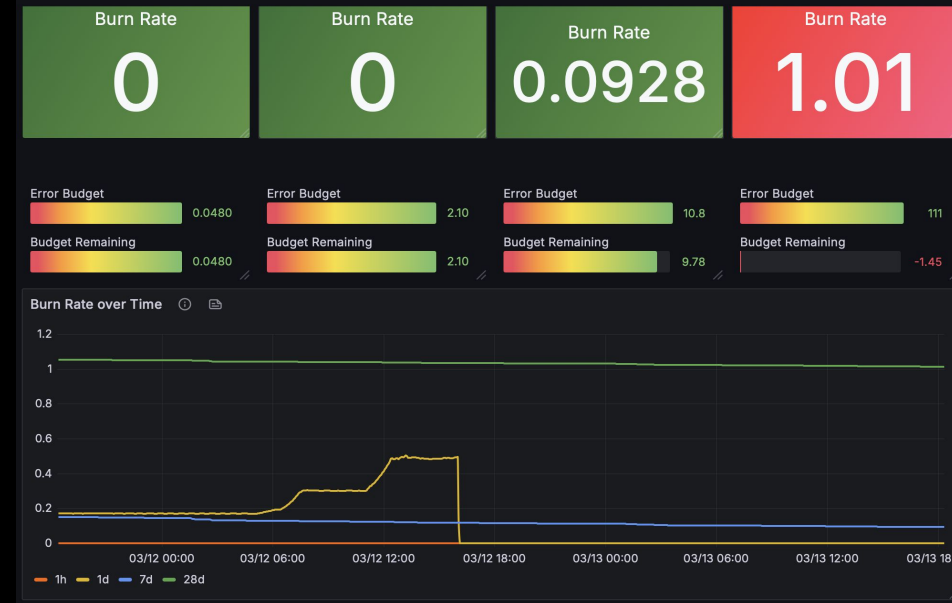 Burn Rate Burn Rate Burn Rate Burn Rate
0 0 0.0928 1.01
Error Budget Error Budget Error Budget Error Budget
0.0480 2.10 10.8 111
Budget Remaining Budget Remaining Budget Remaining Budget Remaining
0.0480 2.10 9.78 -1.45
Burn Rate over Time
1.2
1
0.8
0.6
0.4
0.2
0
03/12 00:00 03/12 06:00 03/12 12:00 03/12 18:00 03/13 00:00 03/13 06:00 03/13 12:00 03/13 18
1h 1d 7d 28d